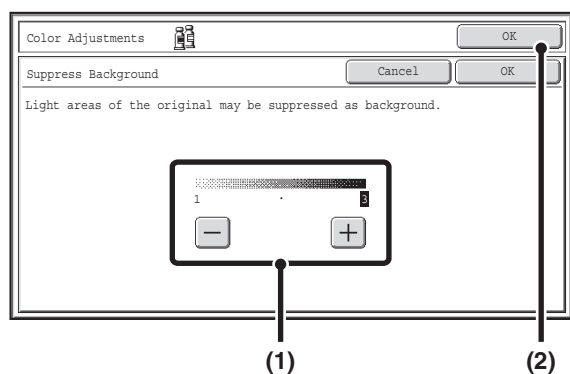 Color Adjustments OK
Suppress Background Cancel OK
Light areas of the original may be suppressed as background.
1 · 3
− +
(1) (2)